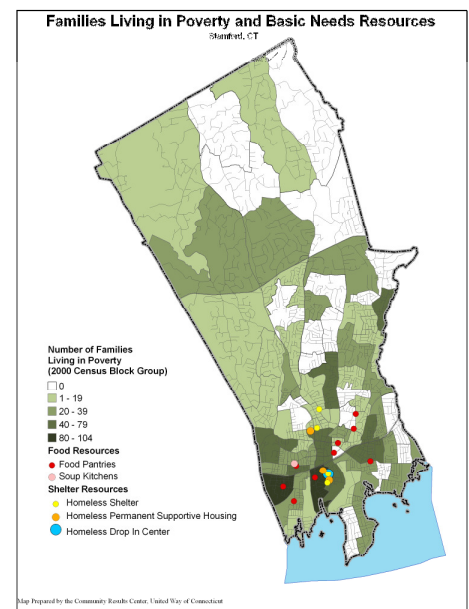 Families Living in Poverty and Basic Needs Resources
Stamford, CT
Number of Families
Living in Poverty
(2000 Census Block Group)
0
1 - 19
20 - 39
40 - 79
80 - 104
Food Resources
Food Pantries
Soup Kitchens
Shelter Resources
Homeless Shelter
Homeless Permanent Supportive Housing
Homeless Drop In Center
Map Prepared by the Community Results Center, United Way of Connecticut